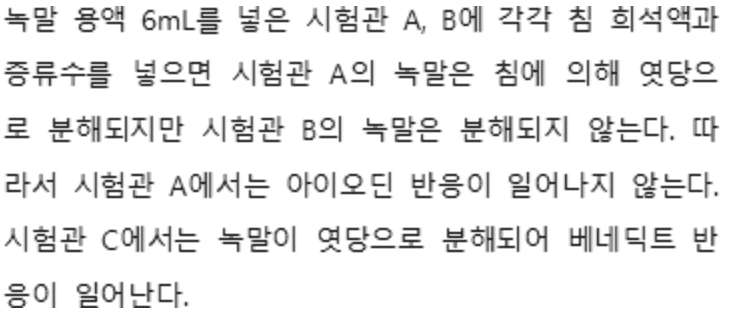 녹말 용액 6mL를 넣은 시험관 A, B에 각각 침 희석액과
증류수를 넣으면 시험관 A의 녹말은 침에 의해 엿당으
로 분해되지만 시험관 B의 녹말은 분해되지 않는다. 따
라서 시험관 A에서는 아이오딘 반응이 일어나지 않는다.
시험관 C에서는 녹말이 엿당으로 분해되어 베네딕트 반
응이 일어난다.